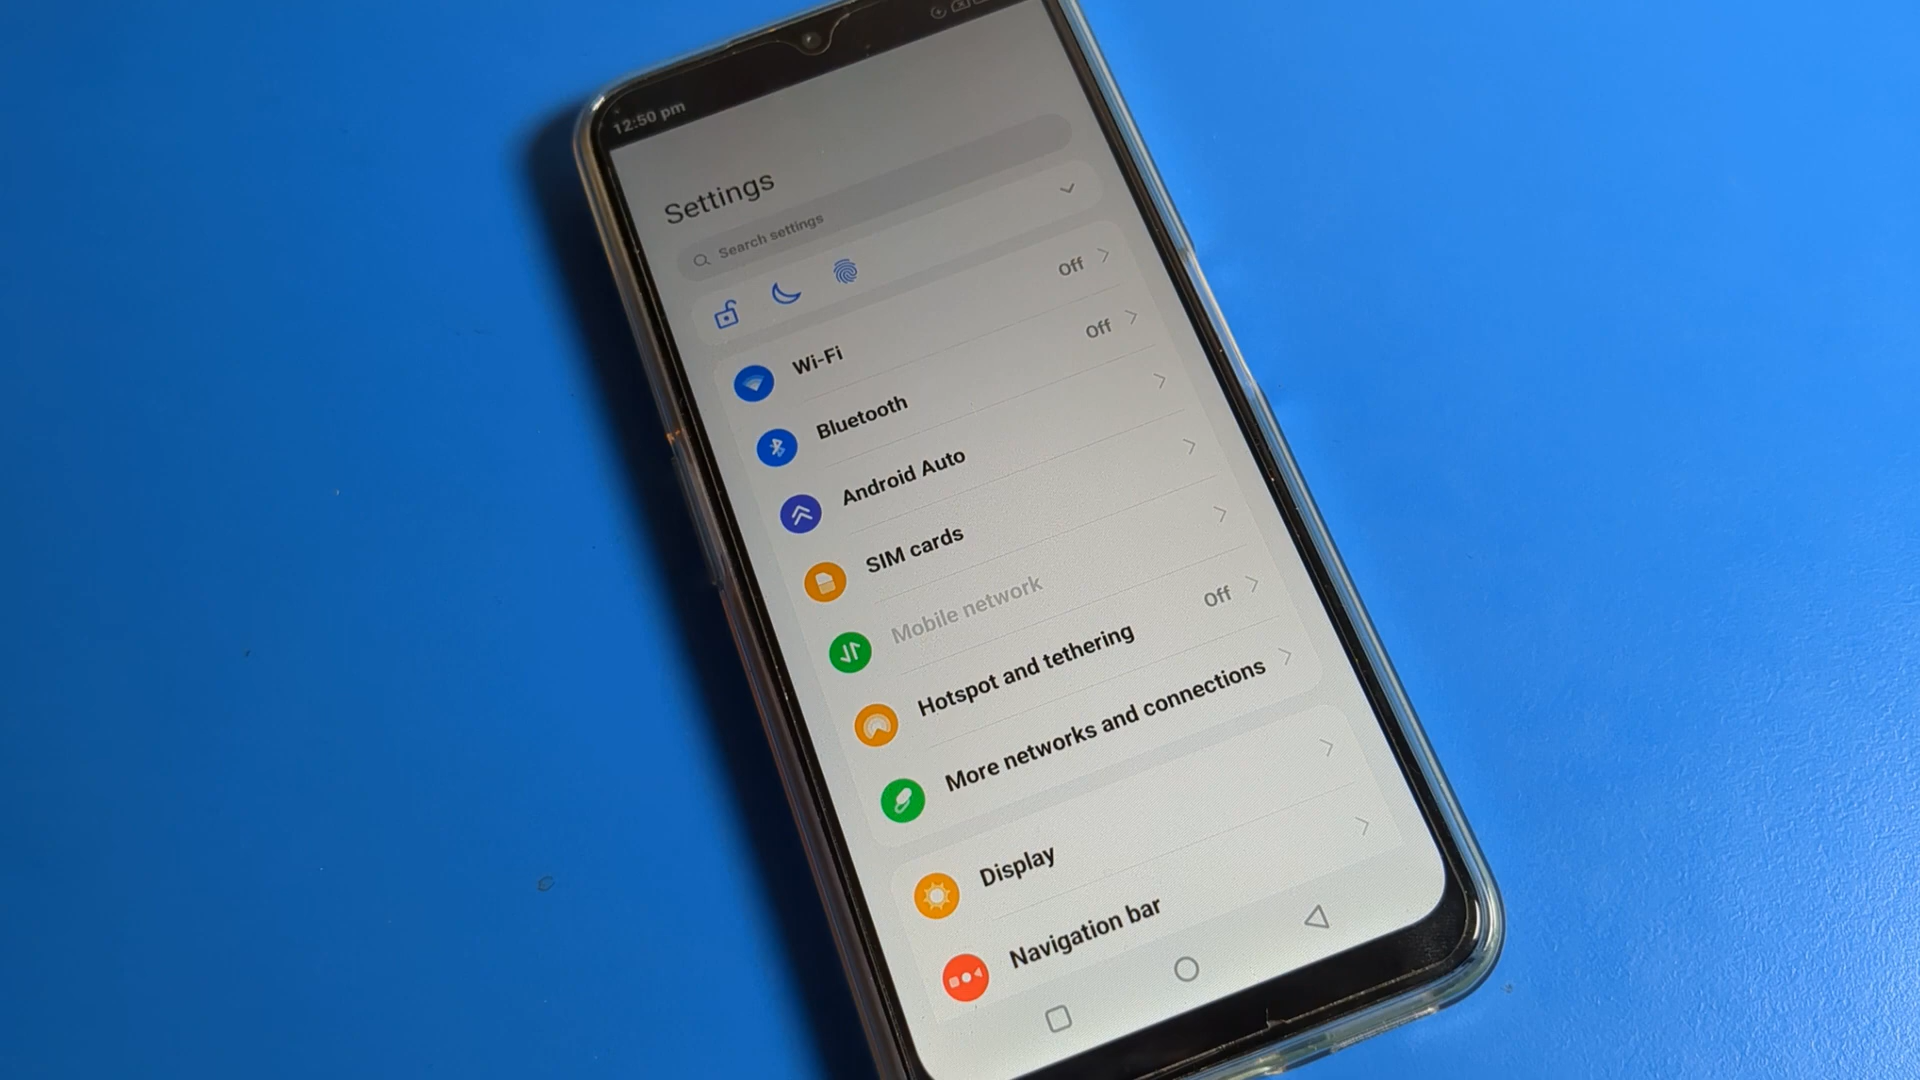 12:50 pm
Settings
Search settings
Wi-Fi Off
Bluetooth Off
Android Auto
SIM cards
Mobile network
Hotspot and tethering Off
More networks and connections
Display
Navigation bar